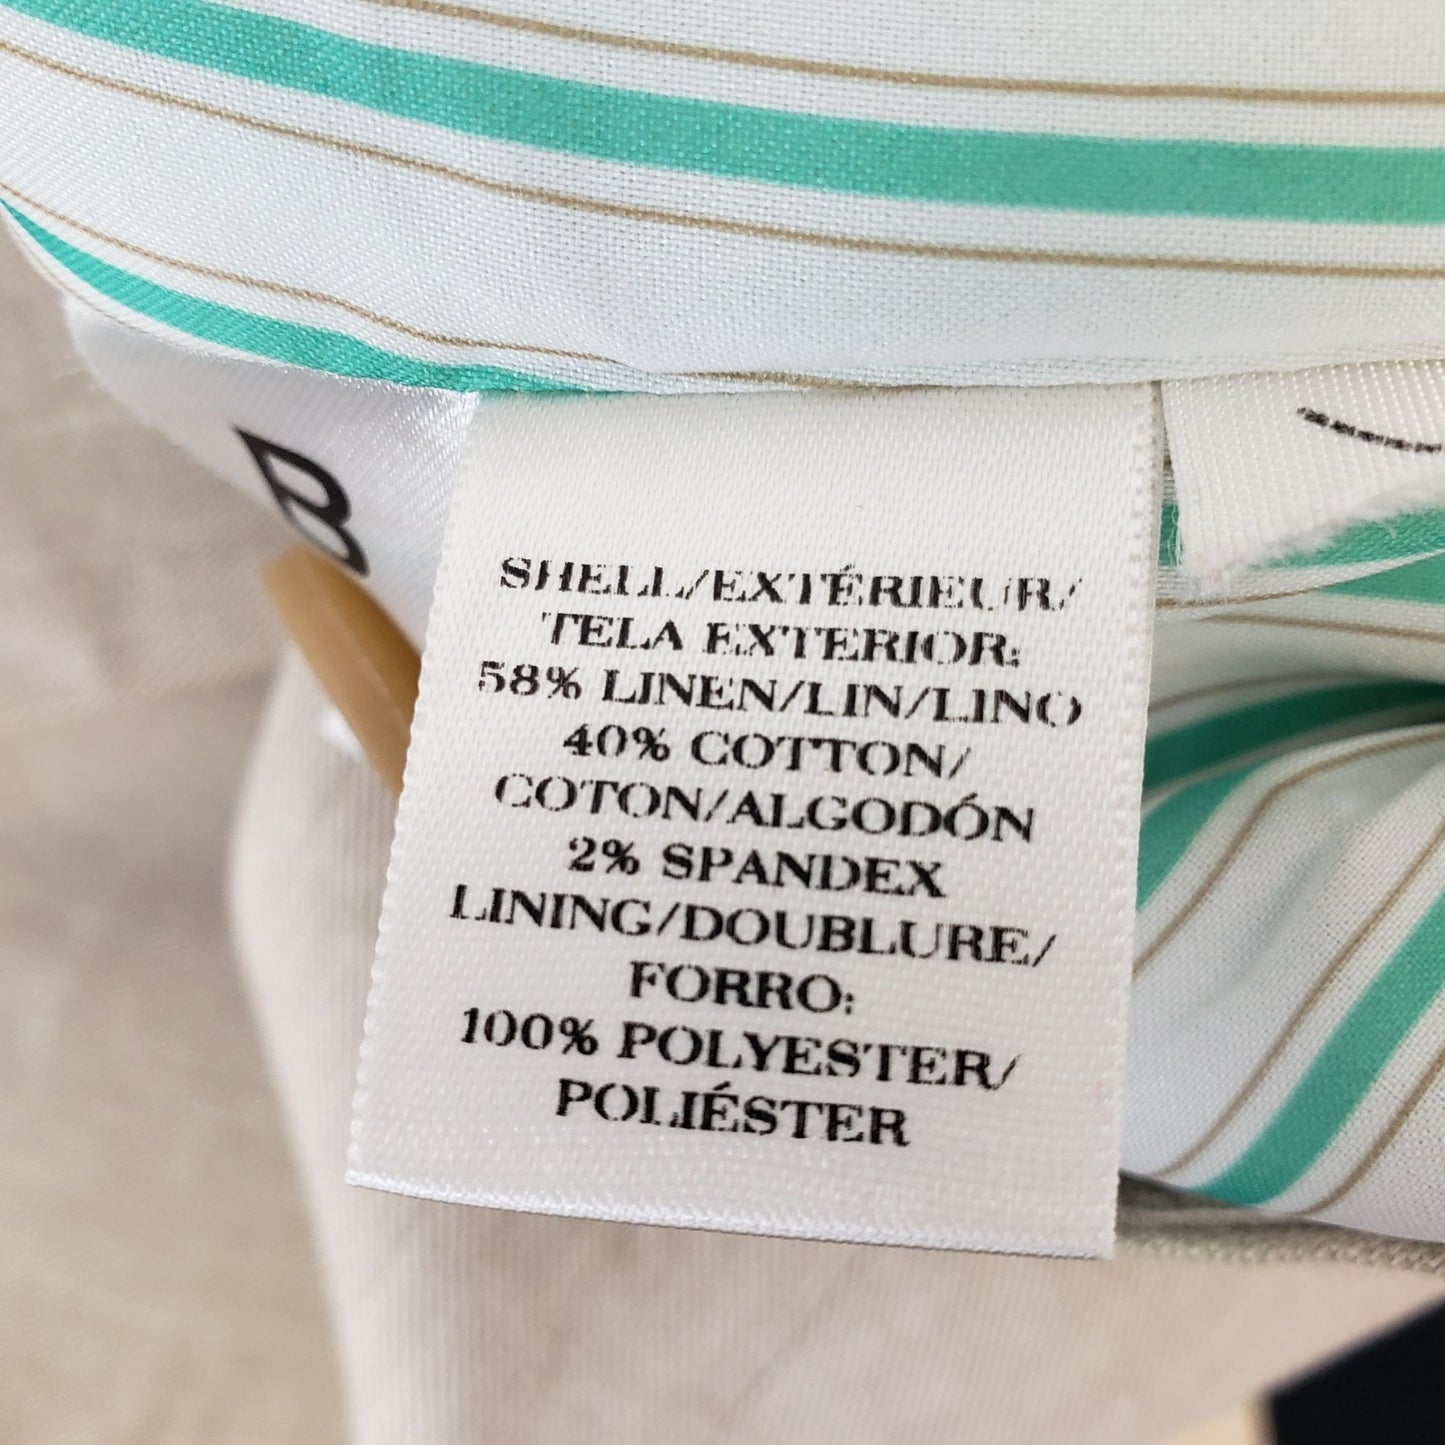 B
SHELL/EXTÉRIEUR/
TELA EXTERIOR:
58% LINEN/LIN/LINO
40% COTTON/
COTON/ALGODÓN
2% SPANDEX
LINING/DOUBLURE/
FORRO:
100% POLYESTER/
POLIÉSTER